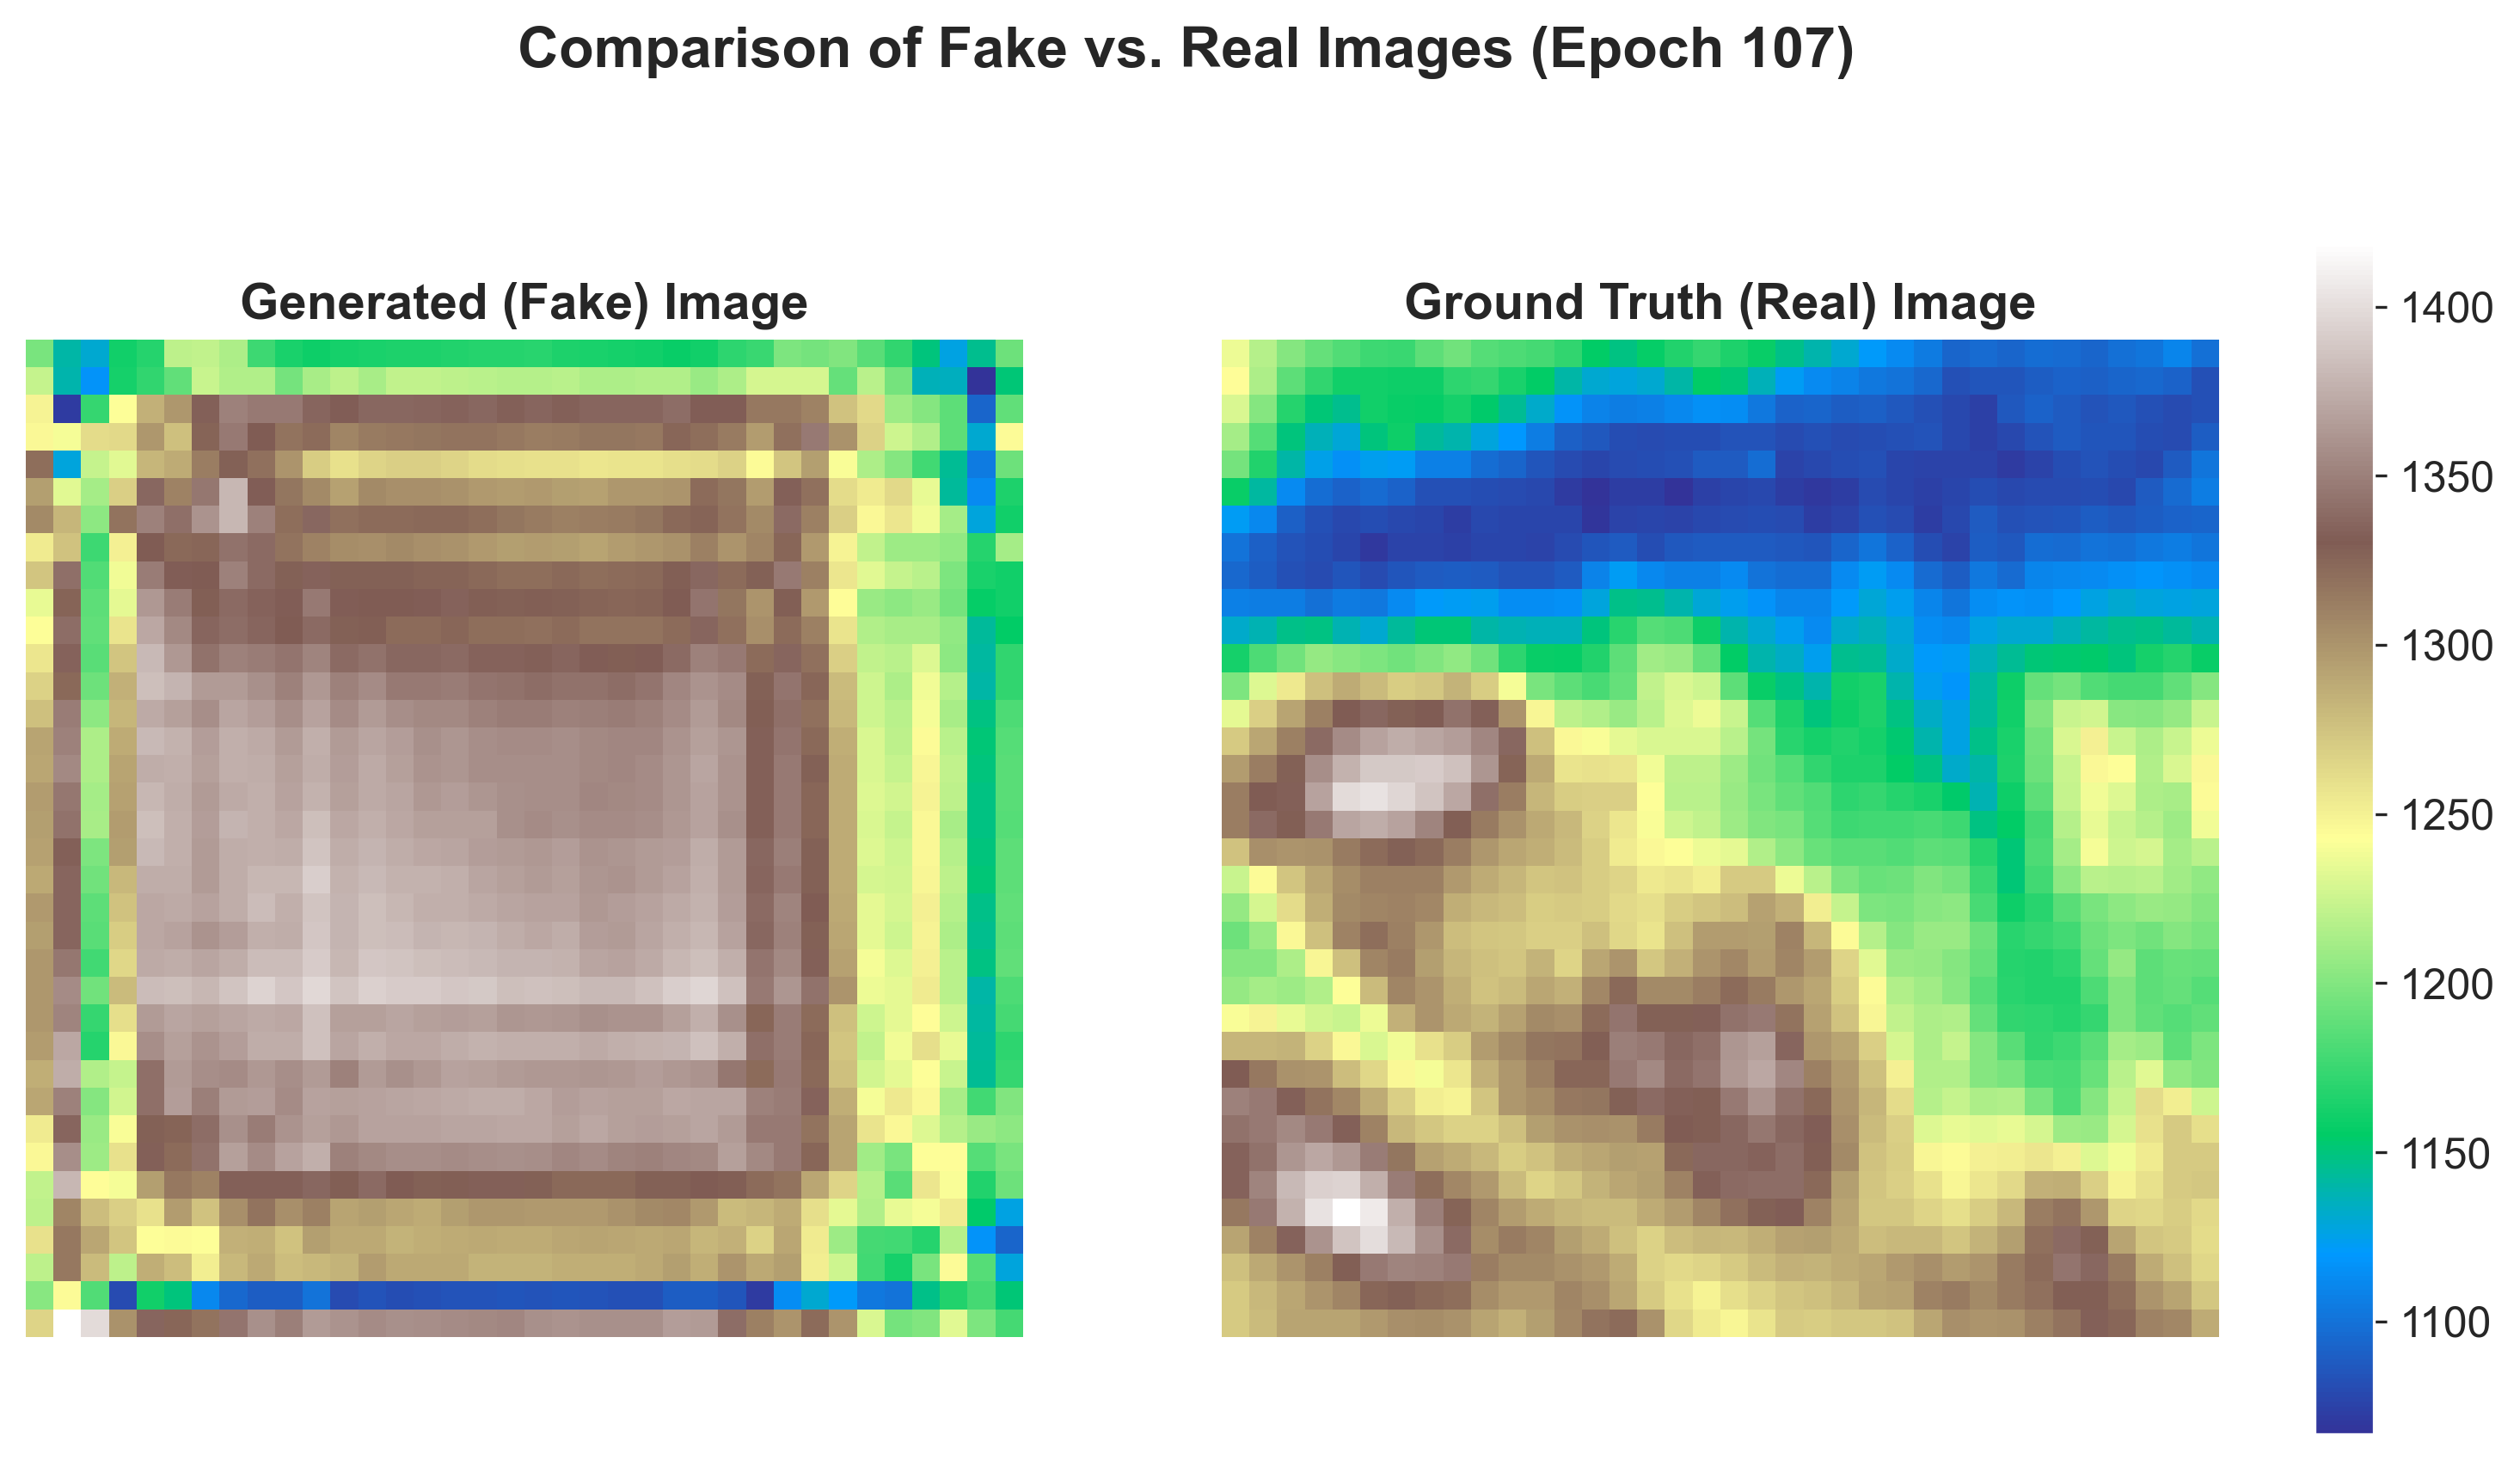 Comparison of Fake vs. Real Images (Epoch 107)
Generated (Fake) Image
Ground Truth (Real) Image
1400
1350
1300
1250
1200
1150
1100